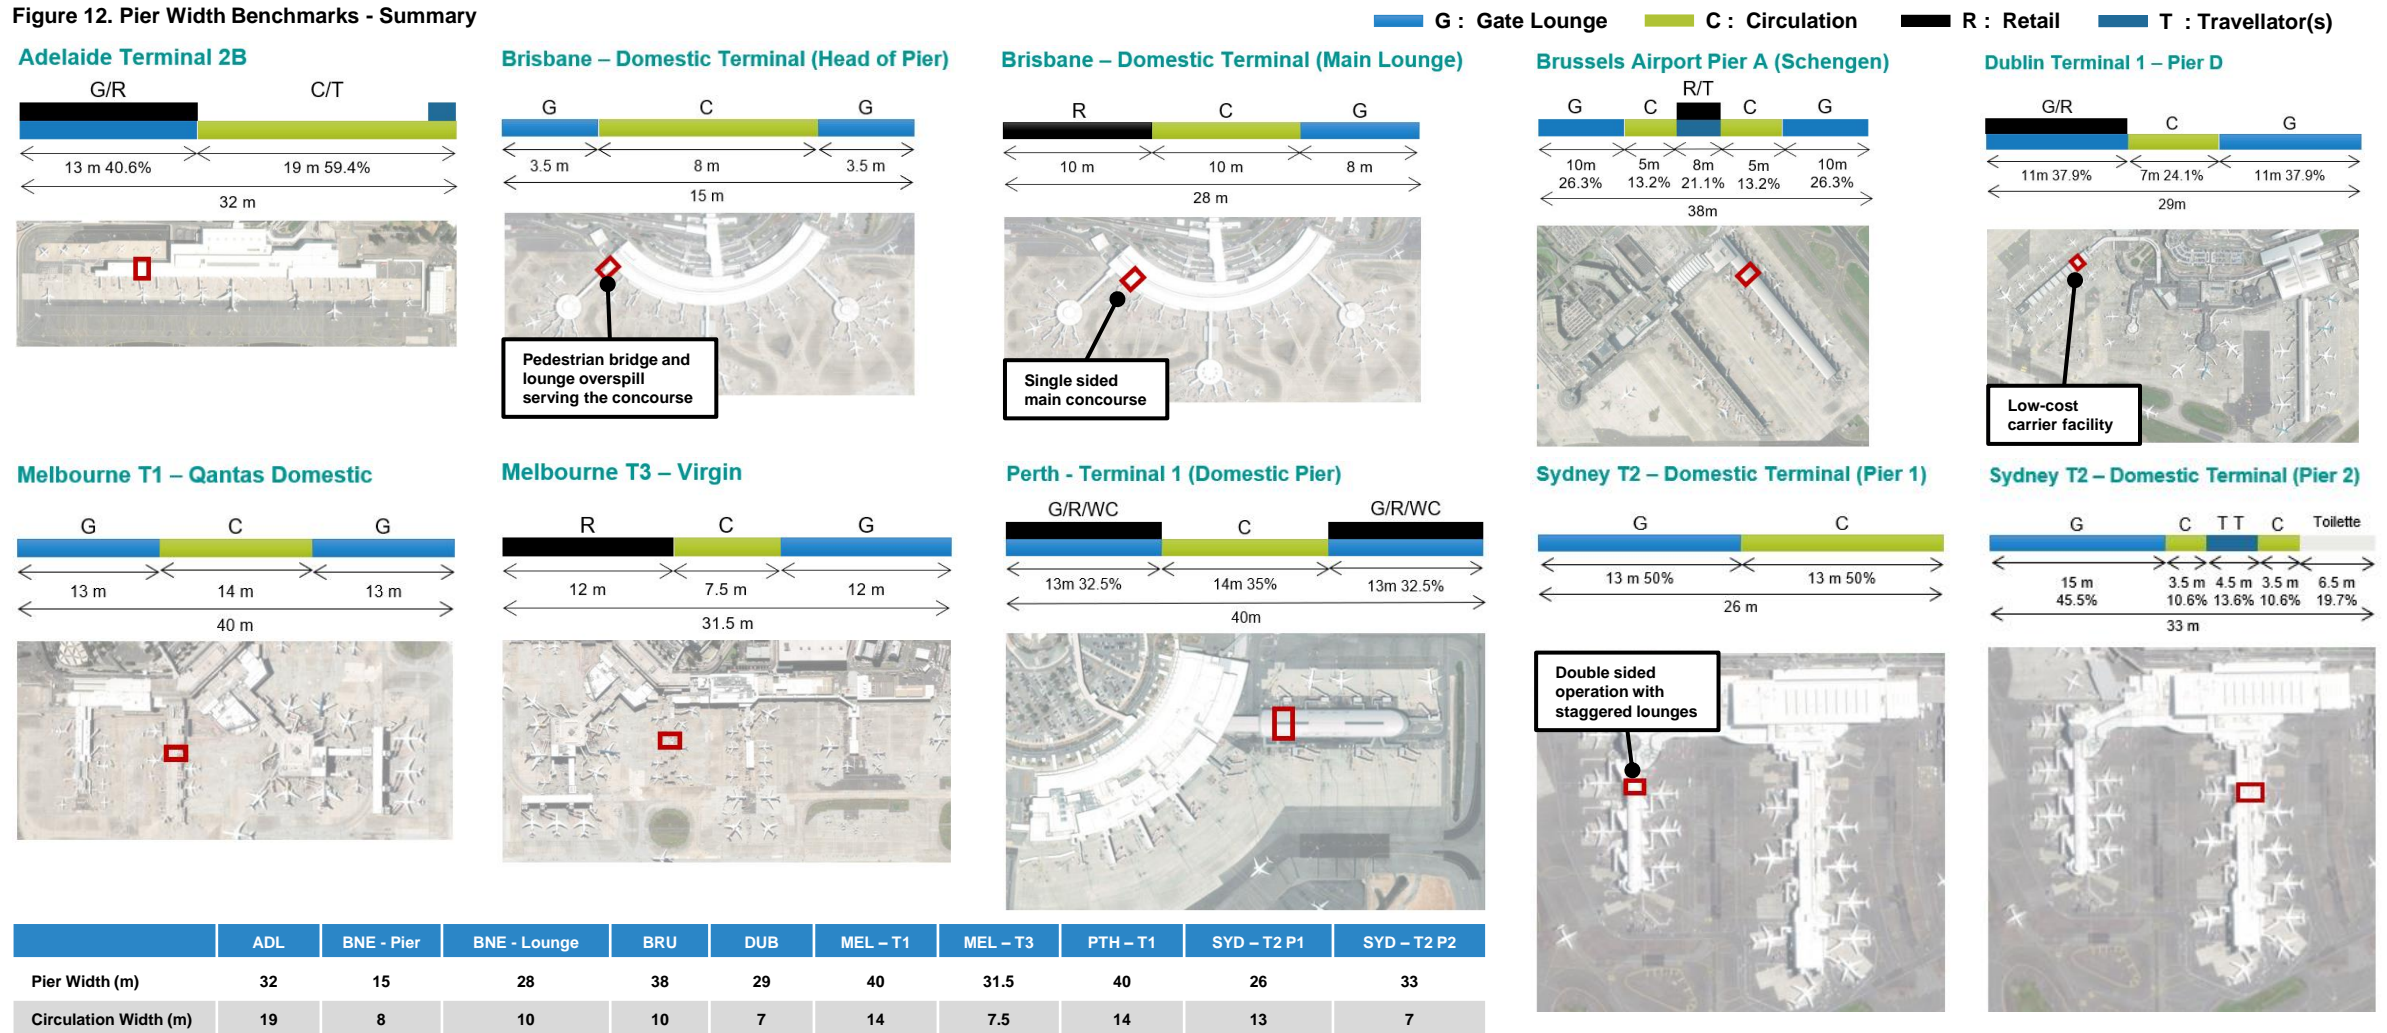 Figure 12. Pier Width Benchmarks - Summary
G : Gate Lounge
C : Circulation
R : Retail
T : Travellator(s)
Adelaide Terminal 2B
G/R
C/T
13 m 40.6%
19 m 59.4%
32 m
Brisbane – Domestic Terminal (Head of Pier)
G
C
G
3.5 m
8 m
3.5 m
15 m
Pedestrian bridge and
lounge overspill
serving the concourse
Brisbane – Domestic Terminal (Main Lounge)
R
C
G
10 m
10 m
8 m
28 m
Single sided
main concourse
Brussels Airport Pier A (Schengen)
R/T
G
C
C
G
10m
5m
8m
5m
10m
26.3%
13.2%
21.1%
13.2%
26.3%
38m
Dublin Terminal 1 – Pier D
G/R
C
G
11m 37.9%
7m 24.1%
11m 37.9%
29m
Low-cost
carrier facility
Melbourne T1 – Qantas Domestic
G
C
G
13 m
14 m
13 m
40 m
Melbourne T3 – Virgin
R
C
G
12 m
7.5 m
12 m
31.5 m
Perth - Terminal 1 (Domestic Pier)
G/R/WC
C
G/R/WC
13m 32.5%
14m 35%
13m 32.5%
40m
Sydney T2 – Domestic Terminal (Pier 1)
G
C
13 m 50%
13 m 50%
26 m
Double sided
operation with
staggered lounges
Sydney T2 – Domestic Terminal (Pier 2)
G
C
T T
C
Toilette
15 m
3.5 m
4.5 m
3.5 m
6.5 m
45.5%
10.6%
13.6%
10.6%
19.7%
33 m
ADL BNE - Pier BNE - Lounge BRU DUB MEL – T1 MEL – T3 PTH – T1 SYD – T2 P1 SYD – T2 P2
Pier Width (m) 32 15 28 38 29 40 31.5 40 26 33
Circulation Width (m) 19 8 10 10 7 14 7.5 14 13 7